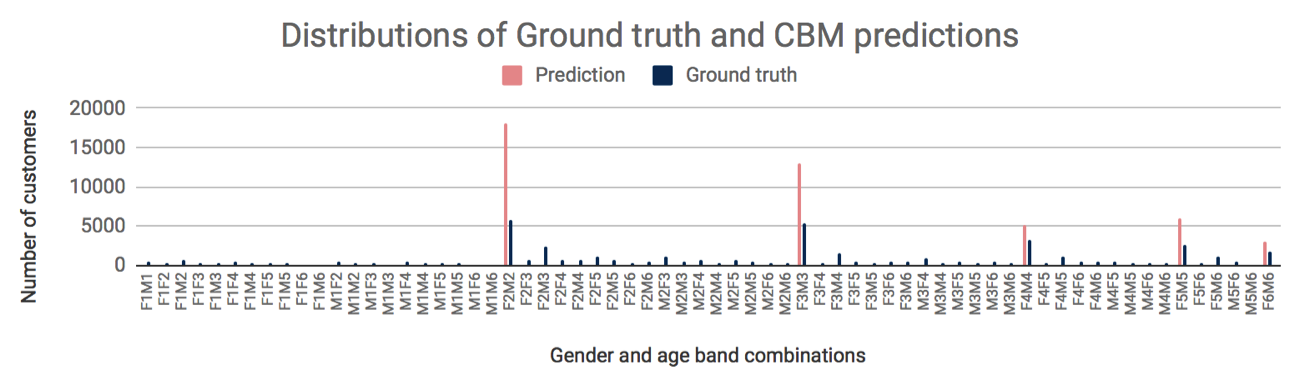 Distributions of Ground truth and CBM predictions
Prediction
Ground truth
Number of customers
20000
15000
10000
5000
0
F1M1
F1F2
F1M2
F1F3
F1M3
F1F4
F1M4
F1F5
F1M5
F1F6
F1M6
M1F2
M1M2
M1F3
M1M3
M1F4
M1M4
M1F5
M1M5
M1F6
M1M6
F2M2
F2F3
F2M3
F2F4
F2M4
F2F5
F2M5
F2F6
F2M6
M2F3
M2M3
M2F4
M2M4
M2F5
M2M5
M2F6
M2M6
F3M3
F3F4
F3M4
F3F5
F3M5
F3F6
F3M6
M3F4
M3M4
M3F5
M3M5
M3F6
M3M6
F4M4
F4F5
F4M5
F4F6
F4M6
M4F5
M4M5
M4F6
M4M6
F5M5
F5F6
F5M6
M5F6
M5M6
F6M6
Gender and age band combinations